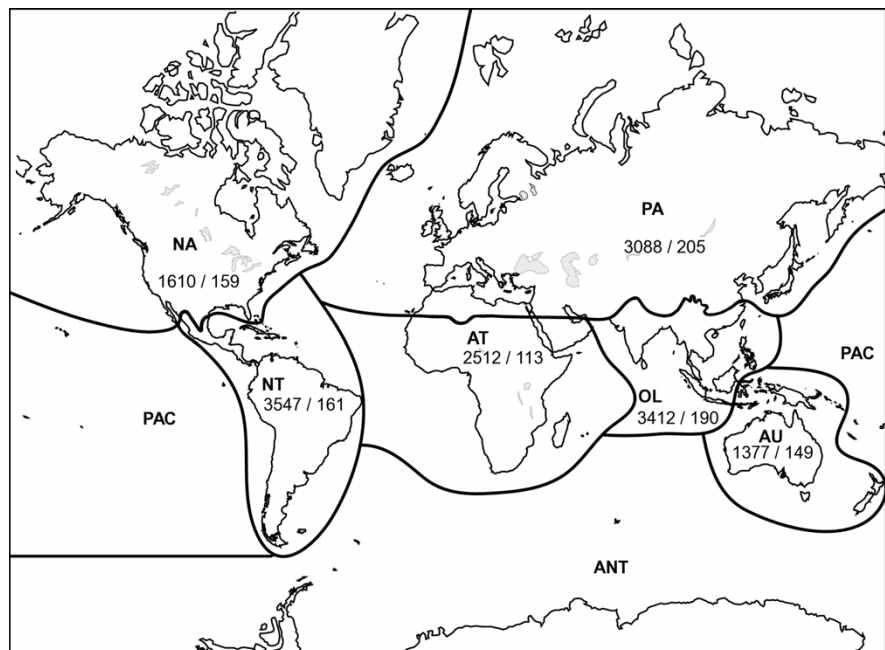 PA
3088 / 205
NA
1610 / 159
AT
2512 / 113
PAC
NT
3547 / 161
OL
3412 / 190
PAC
AU
1377 / 149
ANT